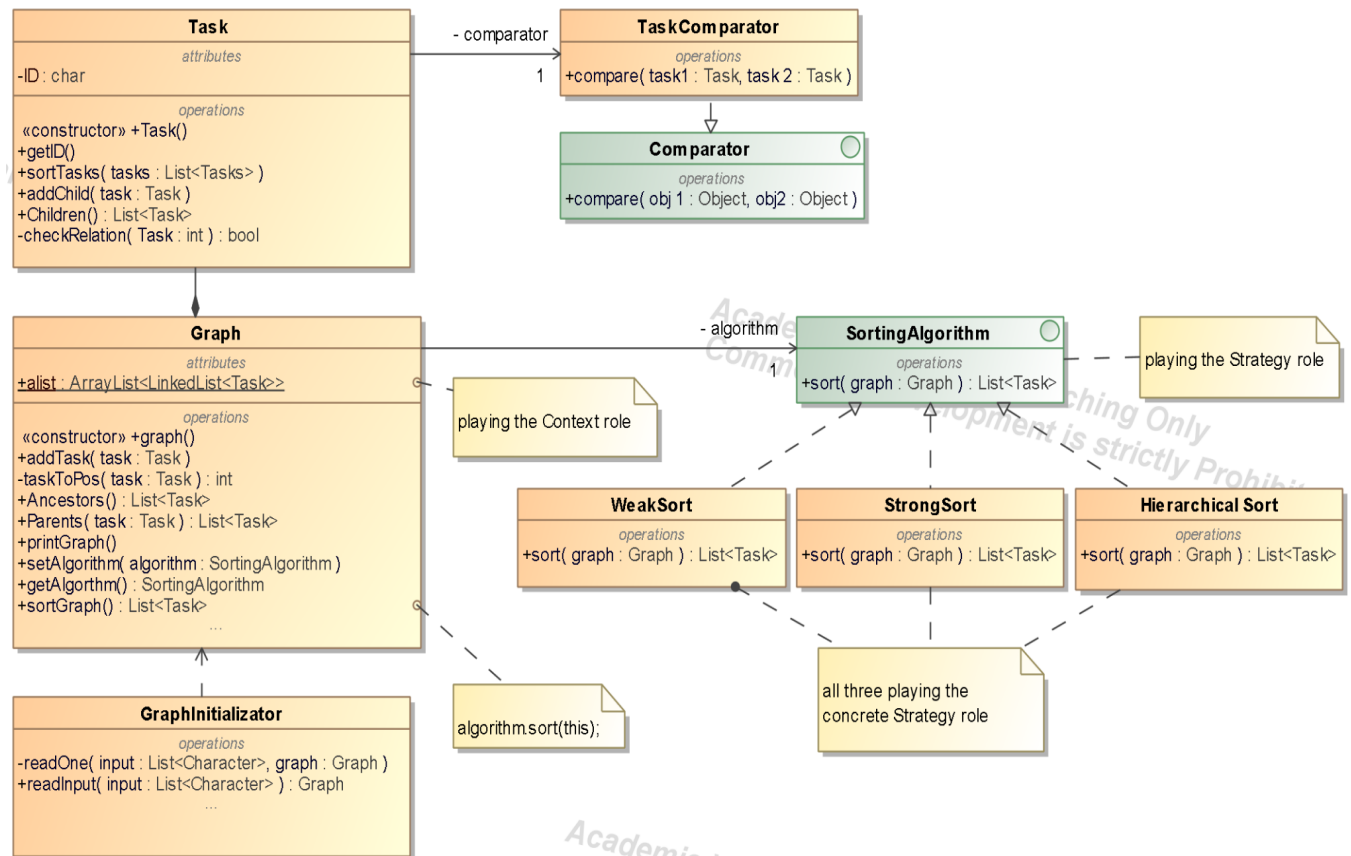 Task
attributes
-ID : char
operations
«constructor» +Task()
+getID()
+sortTasks( tasks : List<Tasks> )
+addChild( task : Task )
+Children() : List<Task>
-checkRelation( Task : int ) : bool
- comparator
1
TaskComparator
operations
+compare( task1 : Task, task 2 : Task )
Comparator
operations
+compare( obj 1 : Object, obj2 : Object )
Graph
attributes
+alist : ArrayList<LinkedList<Task>>
operations
«constructor» +graph()
+addTask( task : Task )
-taskToPos( task : Task ) : int
+Ancestors() : List<Task>
+Parents( task : Task ) : List<Task>
+printGraph()
+setAlgorithm( algorithm : SortingAlgorithm )
+getAlgorthm() : SortingAlgorithm
+sortGraph() : List<Task>
...
playing the Context role
- algorithm
1
SortingAlgorithm
operations
+sort( graph : Graph ) : List<Task>
playing the Strategy role
WeakSort
operations
+sort( graph : Graph ) : List<Task>
StrongSort
operations
+sort( graph : Graph ) : List<Task>
Hierarchical Sort
operations
+sort( graph : Graph ) : List<Task>
all three playing the
concrete Strategy role
algorithm.sort(this);
GraphInitializator
operations
-readOne( input : List<Character>, graph : Graph )
+readInput( input : List<Character> ) : Graph
...
ching Only
is strictly